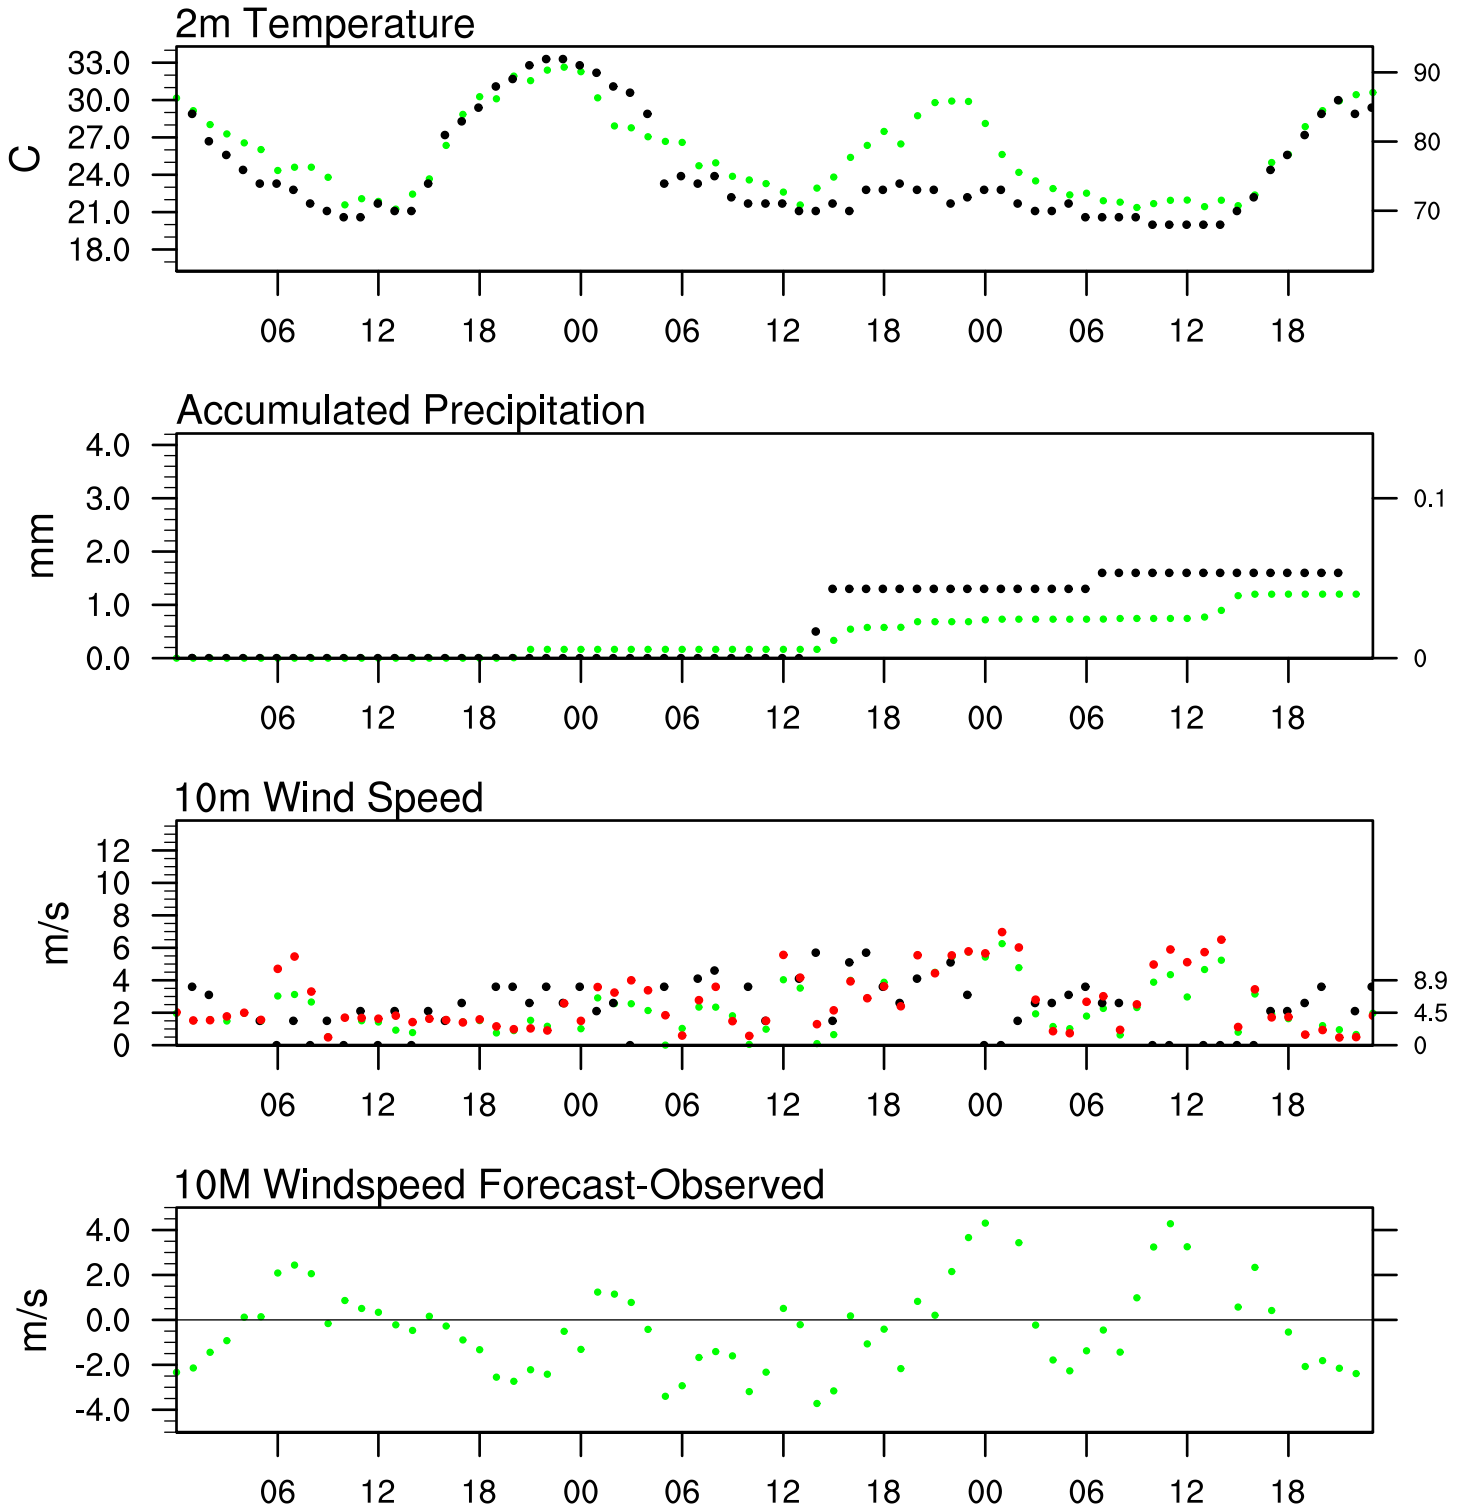 2m Temperature
33.0
30.0
27.0
24.0
21.0
18.0
C
90
80
70
06 12 18 00 06 12 18 00 06 12 18
Accumulated Precipitation
4.0
3.0
2.0
1.0
0.0
mm
0.1
0
06 12 18 00 06 12 18 00 06 12 18
10m Wind Speed
12
10
8
6
4
2
0
m/s
8.9
4.5
0
06 12 18 00 06 12 18 00 06 12 18
10M Windspeed Forecast-Observed
4.0
2.0
0.0
-2.0
-4.0
m/s
06 12 18 00 06 12 18 00 06 12 18